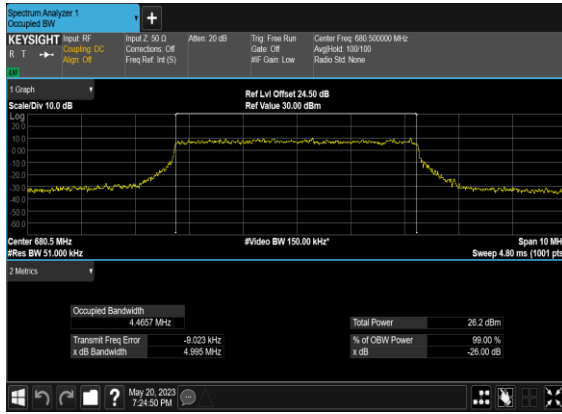 Spectrum Analyzer 1
Occupied BW
+
KEYSIGHT Input: RF Input Z: 50 Ω Atten: 20 dB Trig: Free Run Center Freq: 680.500000 MHz
R T Coupling: DC Corrections: Off Gate: Off Avg|Hold: 100/100
Align: Off Freq Ref: Int (S) #IF Gain: Low Radio Std: None
1 Graph
Ref Lvl Offset 24.50 dB
Scale/Div 10.0 dB Ref Value 30.00 dBm
Log
20.0
10.0
0.00
-10.0
-20.0
-30.0
-40.0
-50.0
-60.0
Center 680.5 MHz #Video BW 150.00 kHz* Span 10 MH
#Res BW 51.000 kHz Sweep 4.80 ms (1001 pts
2 Metrics
Occupied Bandwidth
4.4657 MHz Total Power 26.2 dBm
Transmit Freq Error -9.023 kHz % of OBW Power 99.00 %
x dB Bandwidth 4.995 MHz x dB -26.00 dB
? May 20, 2023
7:24:50 PM